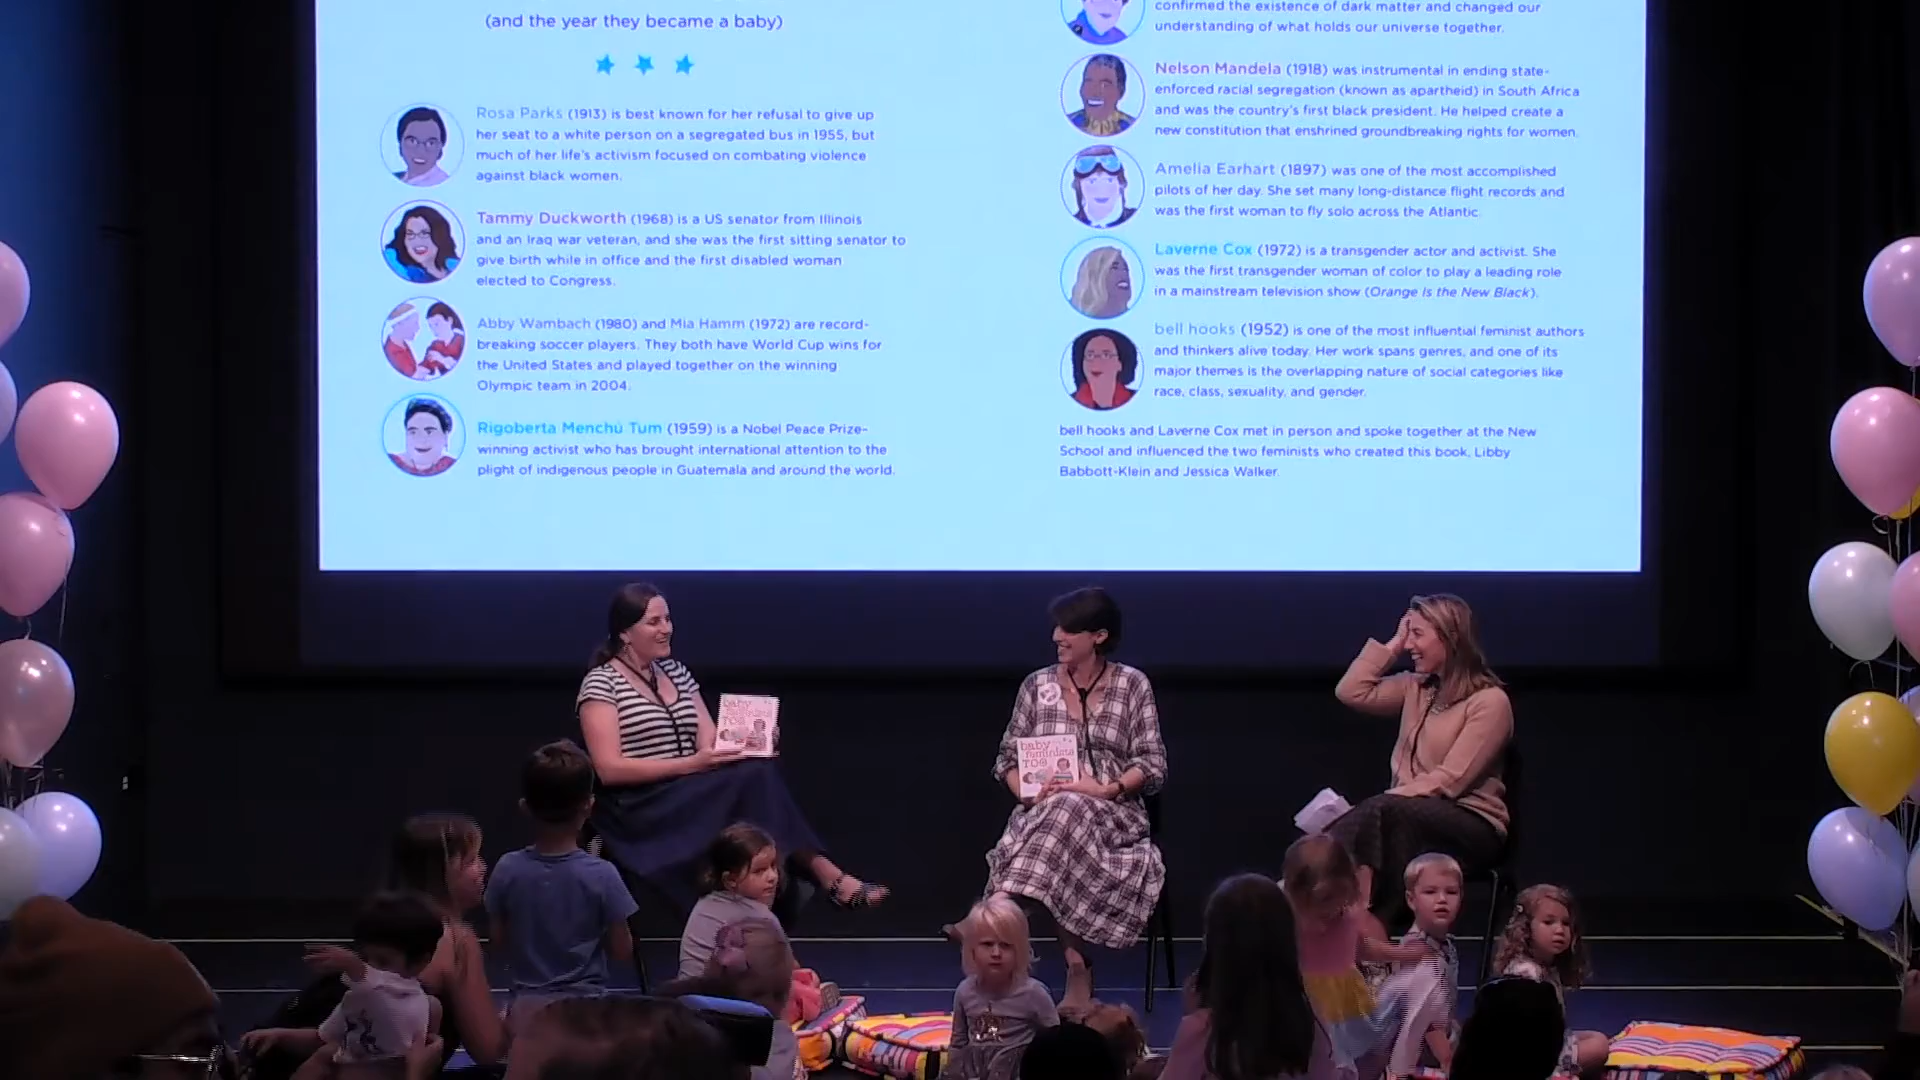 (and the year they became a baby)
Rosa Parks (1913) is best known for her refusal to give up
her seat to a white person on a segregated bus in 1955, but
much of her life's activism focused on combating violence
against black women.
Tammy Duckworth (1968) is a US senator from Illinois
and an Iraq war veteran, and she was the first sitting senator to
give birth while in office and the first disabled woman
elected to Congress.
Abby Wambach (1980) and Mia Hamm (1972) are record-
breaking soccer players. They both have World Cup wins for
the United States and played together on the winning
Olympic team in 2004.
Rigoberta Menchú Tum (1959) is a Nobel Peace Prize-
winning activist who has brought international attention to the
plight of indigenous people in Guatemala and around the world.
confirmed the existence of dark matter and changed our
understanding of what holds our universe together.
Nelson Mandela (1918) was instrumental in ending state-
enforced racial segregation (known as apartheid) in South Africa
and was the country's first black president. He helped create a
new constitution that enshrined groundbreaking rights for women.
Amelia Earhart (1897) was one of the most accomplished
pilots of her day. She set many long-distance flight records and
was the first woman to fly solo across the Atlantic.
Laverne Cox (1972) is a transgender actor and activist. She
was the first transgender woman of color to play a leading role
in a mainstream television show (Orange Is the New Black).
bell hooks (1952) is one of the most influential feminist authors
and thinkers alive today. Her work spans genres, and one of its
major themes is the overlapping nature of social categories like
race, class, sexuality, and gender.
bell hooks and Laverne Cox met in person and spoke together at the New
School and influenced the two feminists who created this book, Libby
Babbott-Klein and Jessica Walker.
baby
feminists
TOO
baby
feminists
TOO